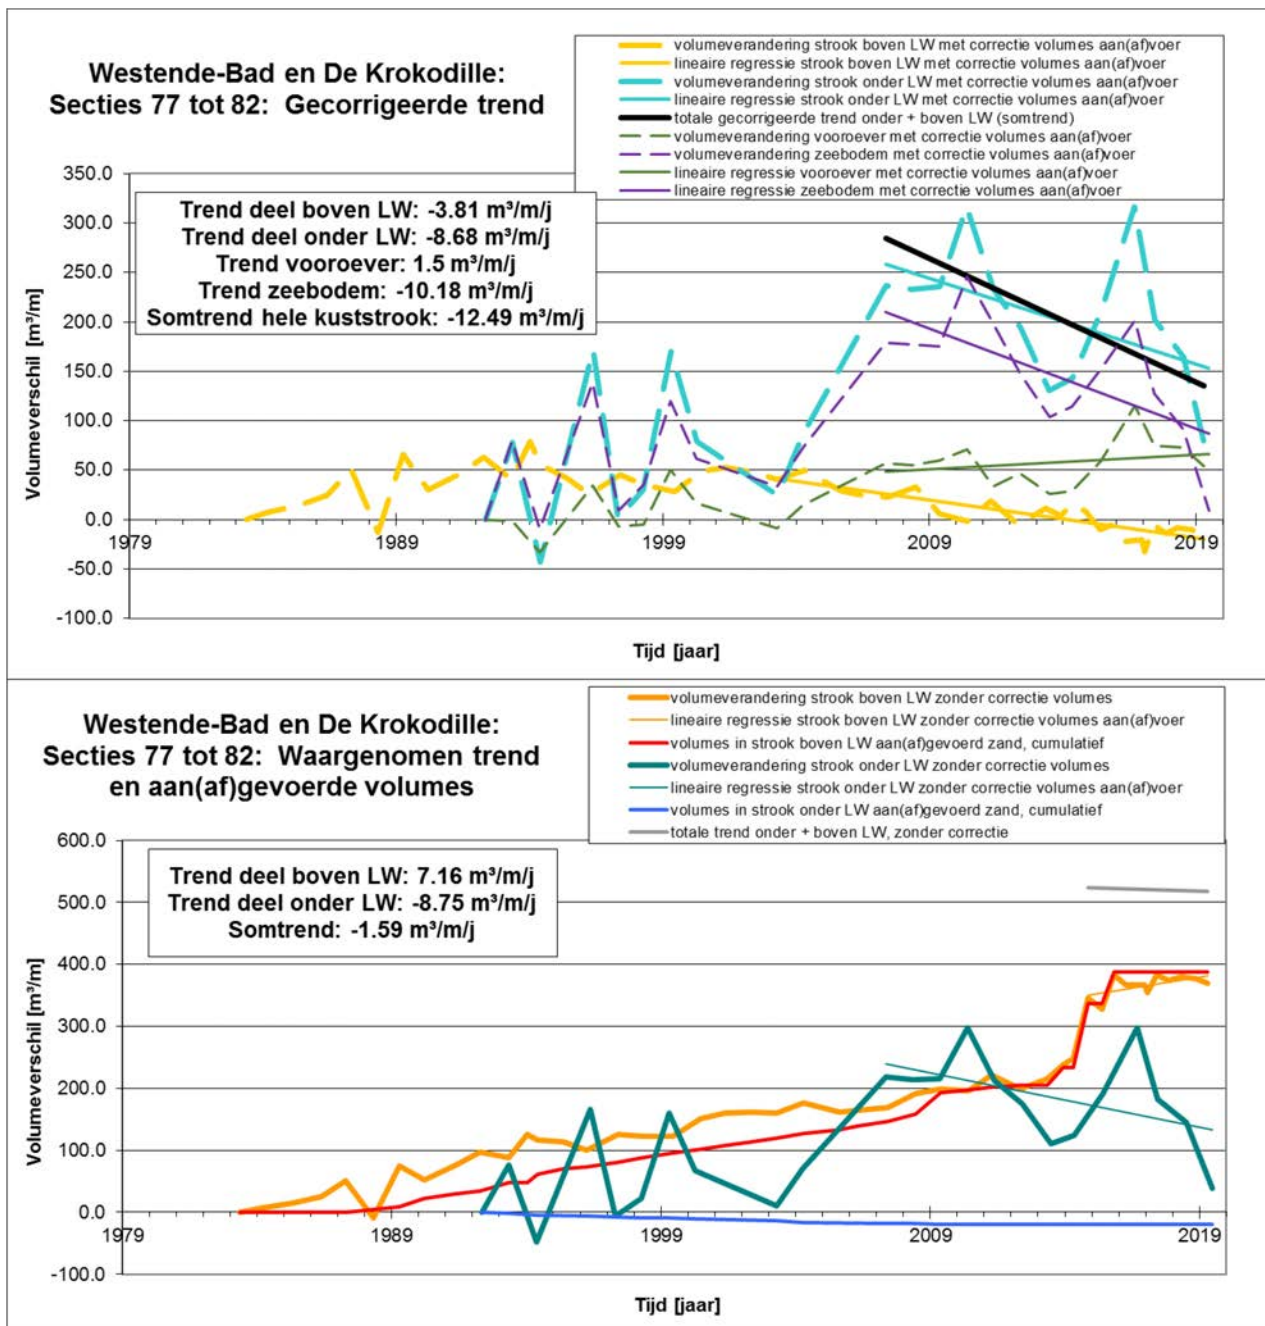 Westende-Bad en De Krokodille:
Secties 77 tot 82: Gecorrigeerde trend
volumeverandering strook boven LW met correctie volumes aan(af)voer
lineaire regressie strook boven LW met correctie volumes aan(af)voer
volumeverandering strook onder LW met correctie volumes aan(af)voer
lineaire regressie strook onder LW met correctie volumes aan(af)voer
totale gecorrigeerde trend onder + boven LW (somtrend)
volumeverandering vooroever met correctie volumes aan(af)voer
volumeverandering zeebodem met correctie volumes aan(af)voer
lineaire regressie vooroever met correctie volumes aan(af)voer
lineaire regressie zeebodem met correctie volumes aan(af)voer
Trend deel boven LW: -3.81 m³/m/j
Trend deel onder LW: -8.68 m³/m/j
Trend vooroever: 1.5 m³/m/j
Trend zeebodem: -10.18 m³/m/j
Somtrend hele kuststrook: -12.49 m³/m/j
Volumeverschil [m³/m]
350.0
300.0
250.0
200.0
150.0
100.0
50.0
0.0
-50.0
-100.0
1979
1989
1999
2009
2019
Tijd [jaar]
Westende-Bad en De Krokodille:
Secties 77 tot 82: Waargenomen trend
en aan(af)gevoerde volumes
volumeverandering strook boven LW zonder correctie volumes
lineaire regressie strook boven LW zonder correctie volumes aan(af)voer
volumes in strook boven LW aan(af)gevoerd zand, cumulatief
volumeverandering strook onder LW zonder correctie volumes
lineaire regressie strook onder LW zonder correctie volumes aan(af)voer
volumes in strook onder LW aan(af)gevoerd zand, cumulatief
totale trend onder + boven LW, zonder correctie
Trend deel boven LW: 7.16 m³/m/j
Trend deel onder LW: -8.75 m³/m/j
Somtrend: -1.59 m³/m/j
Volumeverschil [m³/m]
600.0
500.0
400.0
300.0
200.0
100.0
0.0
-100.0
1979
1989
1999
2009
2019
Tijd [jaar]